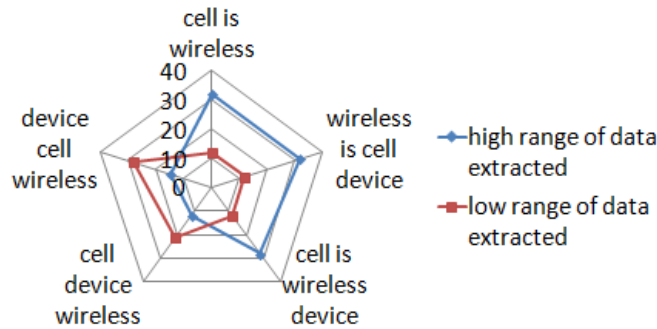 cell is
wireless
40
30
20
10
0
wireless
is cell
device
cell is
wireless
device
cell
device
wireless
device
cell
wireless
high range of data
extracted
low range of data
extracted